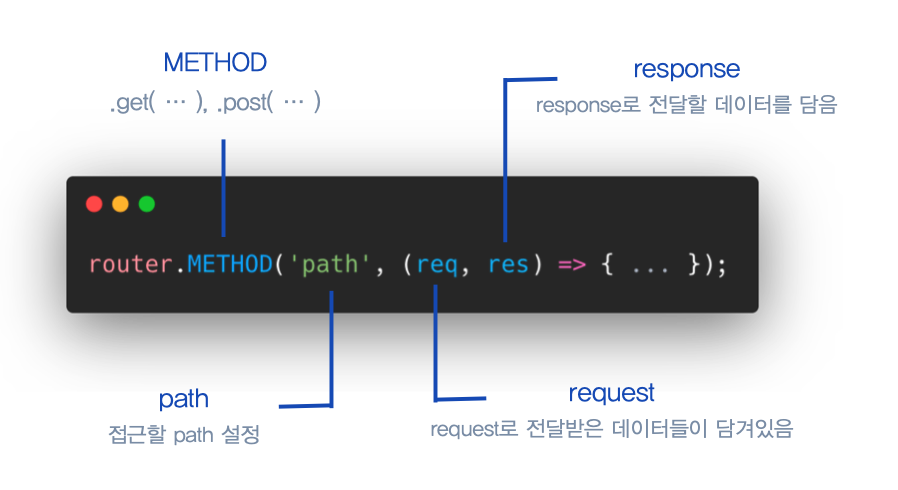 METHOD
.get( ··· ), .post( ··· )
response
response로 전달할 데이터를 담음
router.METHOD('path', (req, res) => { ... });
path
접근할 path 설정
request
request로 전달받은 데이터들이 담겨있음